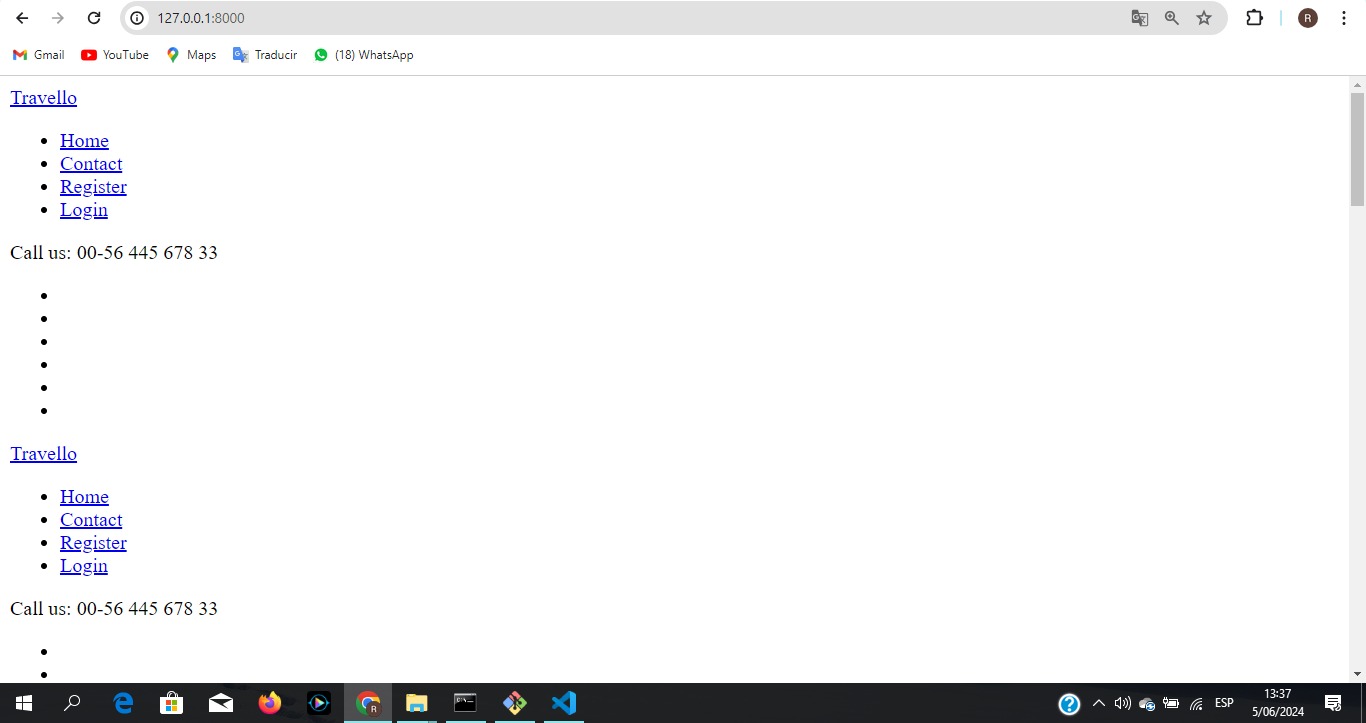 127.0.0.1:8000
R
Gmail YouTube Maps Traducir (18) WhatsApp
Travello
Home
Contact
Register
Login
Call us: 00-56 445 678 33
Travello
Home
Contact
Register
Login
Call us: 00-56 445 678 33
ESP
13:37
5/06/2024